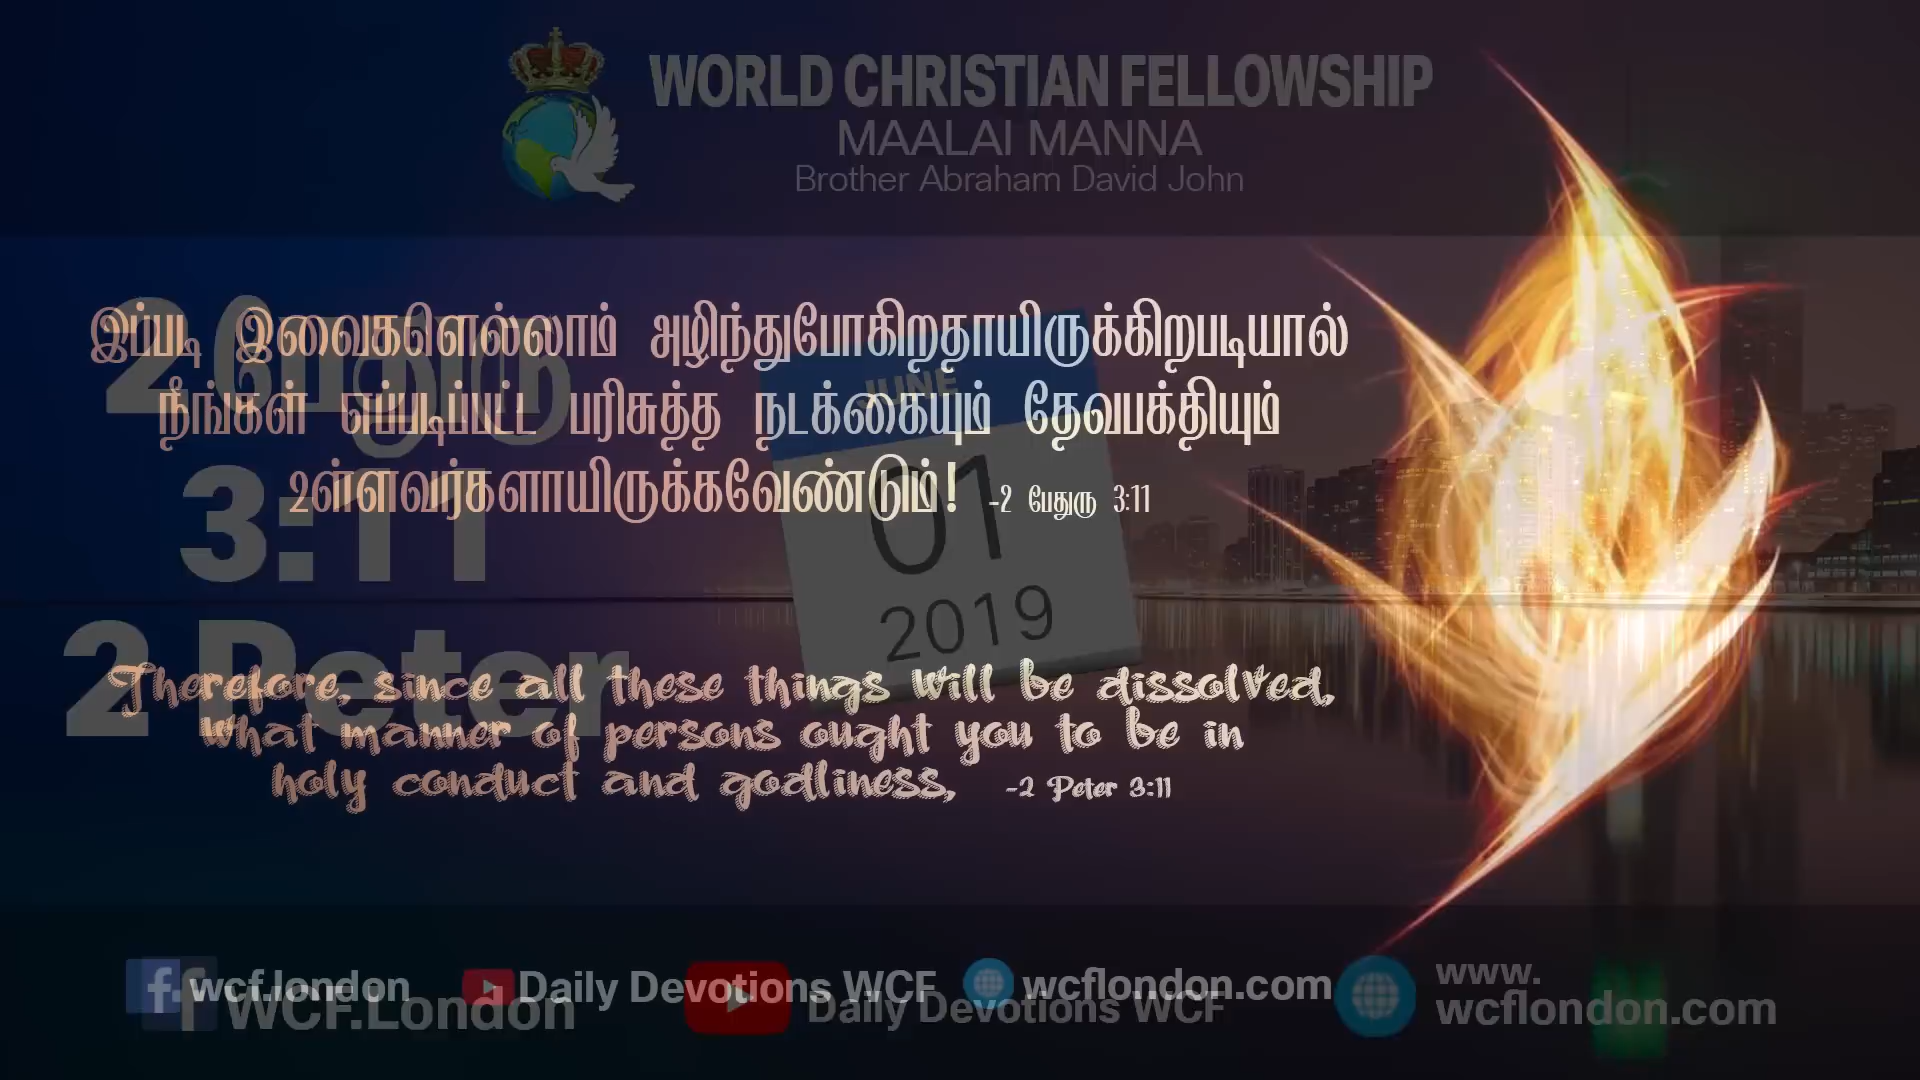 WORLD CHRISTIAN FELLOWSHIP
MAALAI MANNA
Brother Abraham David John
2 பேதுரு
3:11
2 Peter
JUNE
01
2019
இப்படி இவைகளெல்லாம் அழிந்துபோகிறதாயிருக்கிறபடியால்
நீங்கள் எப்படிப்பட்ட பரிசுத்த நடக்கையும் தேவபக்தியும்
உள்ளவர்களாயிருக்கவேண்டும்! -2 பேதுரு 3:11
Therefore, since all these things will be dissolved,
what manner of persons ought you to be in
holy conduct and godliness, -2 Peter 3:11
wcf.london Daily Devotions WCF wcflondon.com
WCF.London Daily Devotions WCF www.
wcflondon.com